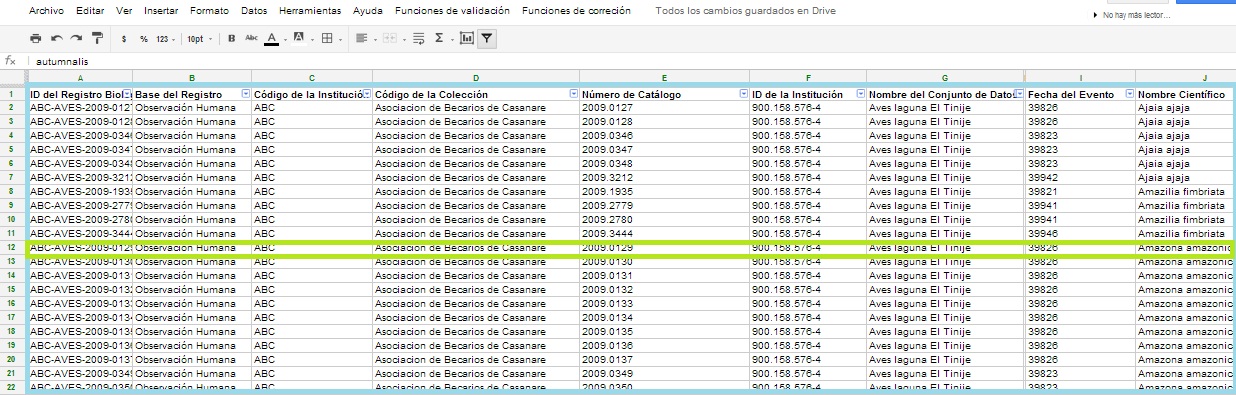 Archivo Editar Ver Insertar Formato Datos Herramientas Ayuda Funciones de validación Funciones de correción Todos los cambios guardados en Drive
No hay más lector...
$ % 123 10pt B Abc A A Σ
fx autumnalis
A B C D E F G I J
1 ID del Registro Bioló Base del Registro Código de la Institució Código de la Colección Número de Catálogo ID de la Institución Nombre del Conjunto de Datos Fecha del Evento Nombre Científico
2 ABC-AVES-2009-0127 Observación Humana ABC Asociacion de Becarios de Casanare 2009.0127 900.158.576-4 Aves laguna El Tinije 39826 Ajaia ajaja
3 ABC-AVES-2009-0128 Observación Humana ABC Asociacion de Becarios de Casanare 2009.0128 900.158.576-4 Aves laguna El Tinije 39826 Ajaia ajaja
4 ABC-AVES-2009-0346 Observación Humana ABC Asociacion de Becarios de Casanare 2009.0346 900.158.576-4 Aves laguna El Tinije 39823 Ajaia ajaja
5 ABC-AVES-2009-0347 Observación Humana ABC Asociacion de Becarios de Casanare 2009.0347 900.158.576-4 Aves laguna El Tinije 39823 Ajaia ajaja
6 ABC-AVES-2009-0348 Observación Humana ABC Asociacion de Becarios de Casanare 2009.0348 900.158.576-4 Aves laguna El Tinije 39823 Ajaia ajaja
7 ABC-AVES-2009-3212 Observación Humana ABC Asociacion de Becarios de Casanare 2009.3212 900.158.576-4 Aves laguna El Tinije 39942 Ajaia ajaja
8 ABC-AVES-2009-1935 Observación Humana ABC Asociacion de Becarios de Casanare 2009.1935 900.158.576-4 Aves laguna El Tinije 39821 Amazilia fimbriata
9 ABC-AVES-2009-2779 Observación Humana ABC Asociacion de Becarios de Casanare 2009.2779 900.158.576-4 Aves laguna El Tinije 39941 Amazilia fimbriata
10 ABC-AVES-2009-2780 Observación Humana ABC Asociacion de Becarios de Casanare 2009.2780 900.158.576-4 Aves laguna El Tinije 39941 Amazilia fimbriata
11 ABC-AVES-2009-3444 Observación Humana ABC Asociacion de Becarios de Casanare 2009.3444 900.158.576-4 Aves laguna El Tinije 39946 Amazilia fimbriata
12 ABC-AVES-2009-0129 Observación Humana ABC Asociacion de Becarios de Casanare 2009.0129 900.158.576-4 Aves laguna El Tinije 39826 Amazona amazonic
13 ABC-AVES-2009-0130 Observación Humana ABC Asociacion de Becarios de Casanare 2009.0130 900.158.576-4 Aves laguna El Tinije 39826 Amazona amazonic
14 ABC-AVES-2009-0131 Observación Humana ABC Asociacion de Becarios de Casanare 2009.0131 900.158.576-4 Aves laguna El Tinije 39826 Amazona amazonic
15 ABC-AVES-2009-0132 Observación Humana ABC Asociacion de Becarios de Casanare 2009.0132 900.158.576-4 Aves laguna El Tinije 39826 Amazona amazonic
16 ABC-AVES-2009-0133 Observación Humana ABC Asociacion de Becarios de Casanare 2009.0133 900.158.576-4 Aves laguna El Tinije 39826 Amazona amazonic
17 ABC-AVES-2009-0134 Observación Humana ABC Asociacion de Becarios de Casanare 2009.0134 900.158.576-4 Aves laguna El Tinije 39826 Amazona amazonic
18 ABC-AVES-2009-0135 Observación Humana ABC Asociacion de Becarios de Casanare 2009.0135 900.158.576-4 Aves laguna El Tinije 39826 Amazona amazonic
19 ABC-AVES-2009-0136 Observación Humana ABC Asociacion de Becarios de Casanare 2009.0136 900.158.576-4 Aves laguna El Tinije 39826 Amazona amazonic
20 ABC-AVES-2009-0137 Observación Humana ABC Asociacion de Becarios de Casanare 2009.0137 900.158.576-4 Aves laguna El Tinije 39826 Amazona amazonic
21 ABC-AVES-2009-0349 Observación Humana ABC Asociacion de Becarios de Casanare 2009.0349 900.158.576-4 Aves laguna El Tinije 39823 Amazona amazonic
22 ABC-AVES-2009-0350 Observación Humana ABC Asociacion de Becarios de Casanare 2009.0350 900.158.576-4 Aves laguna El Tinije 39823 Amazona amazonic